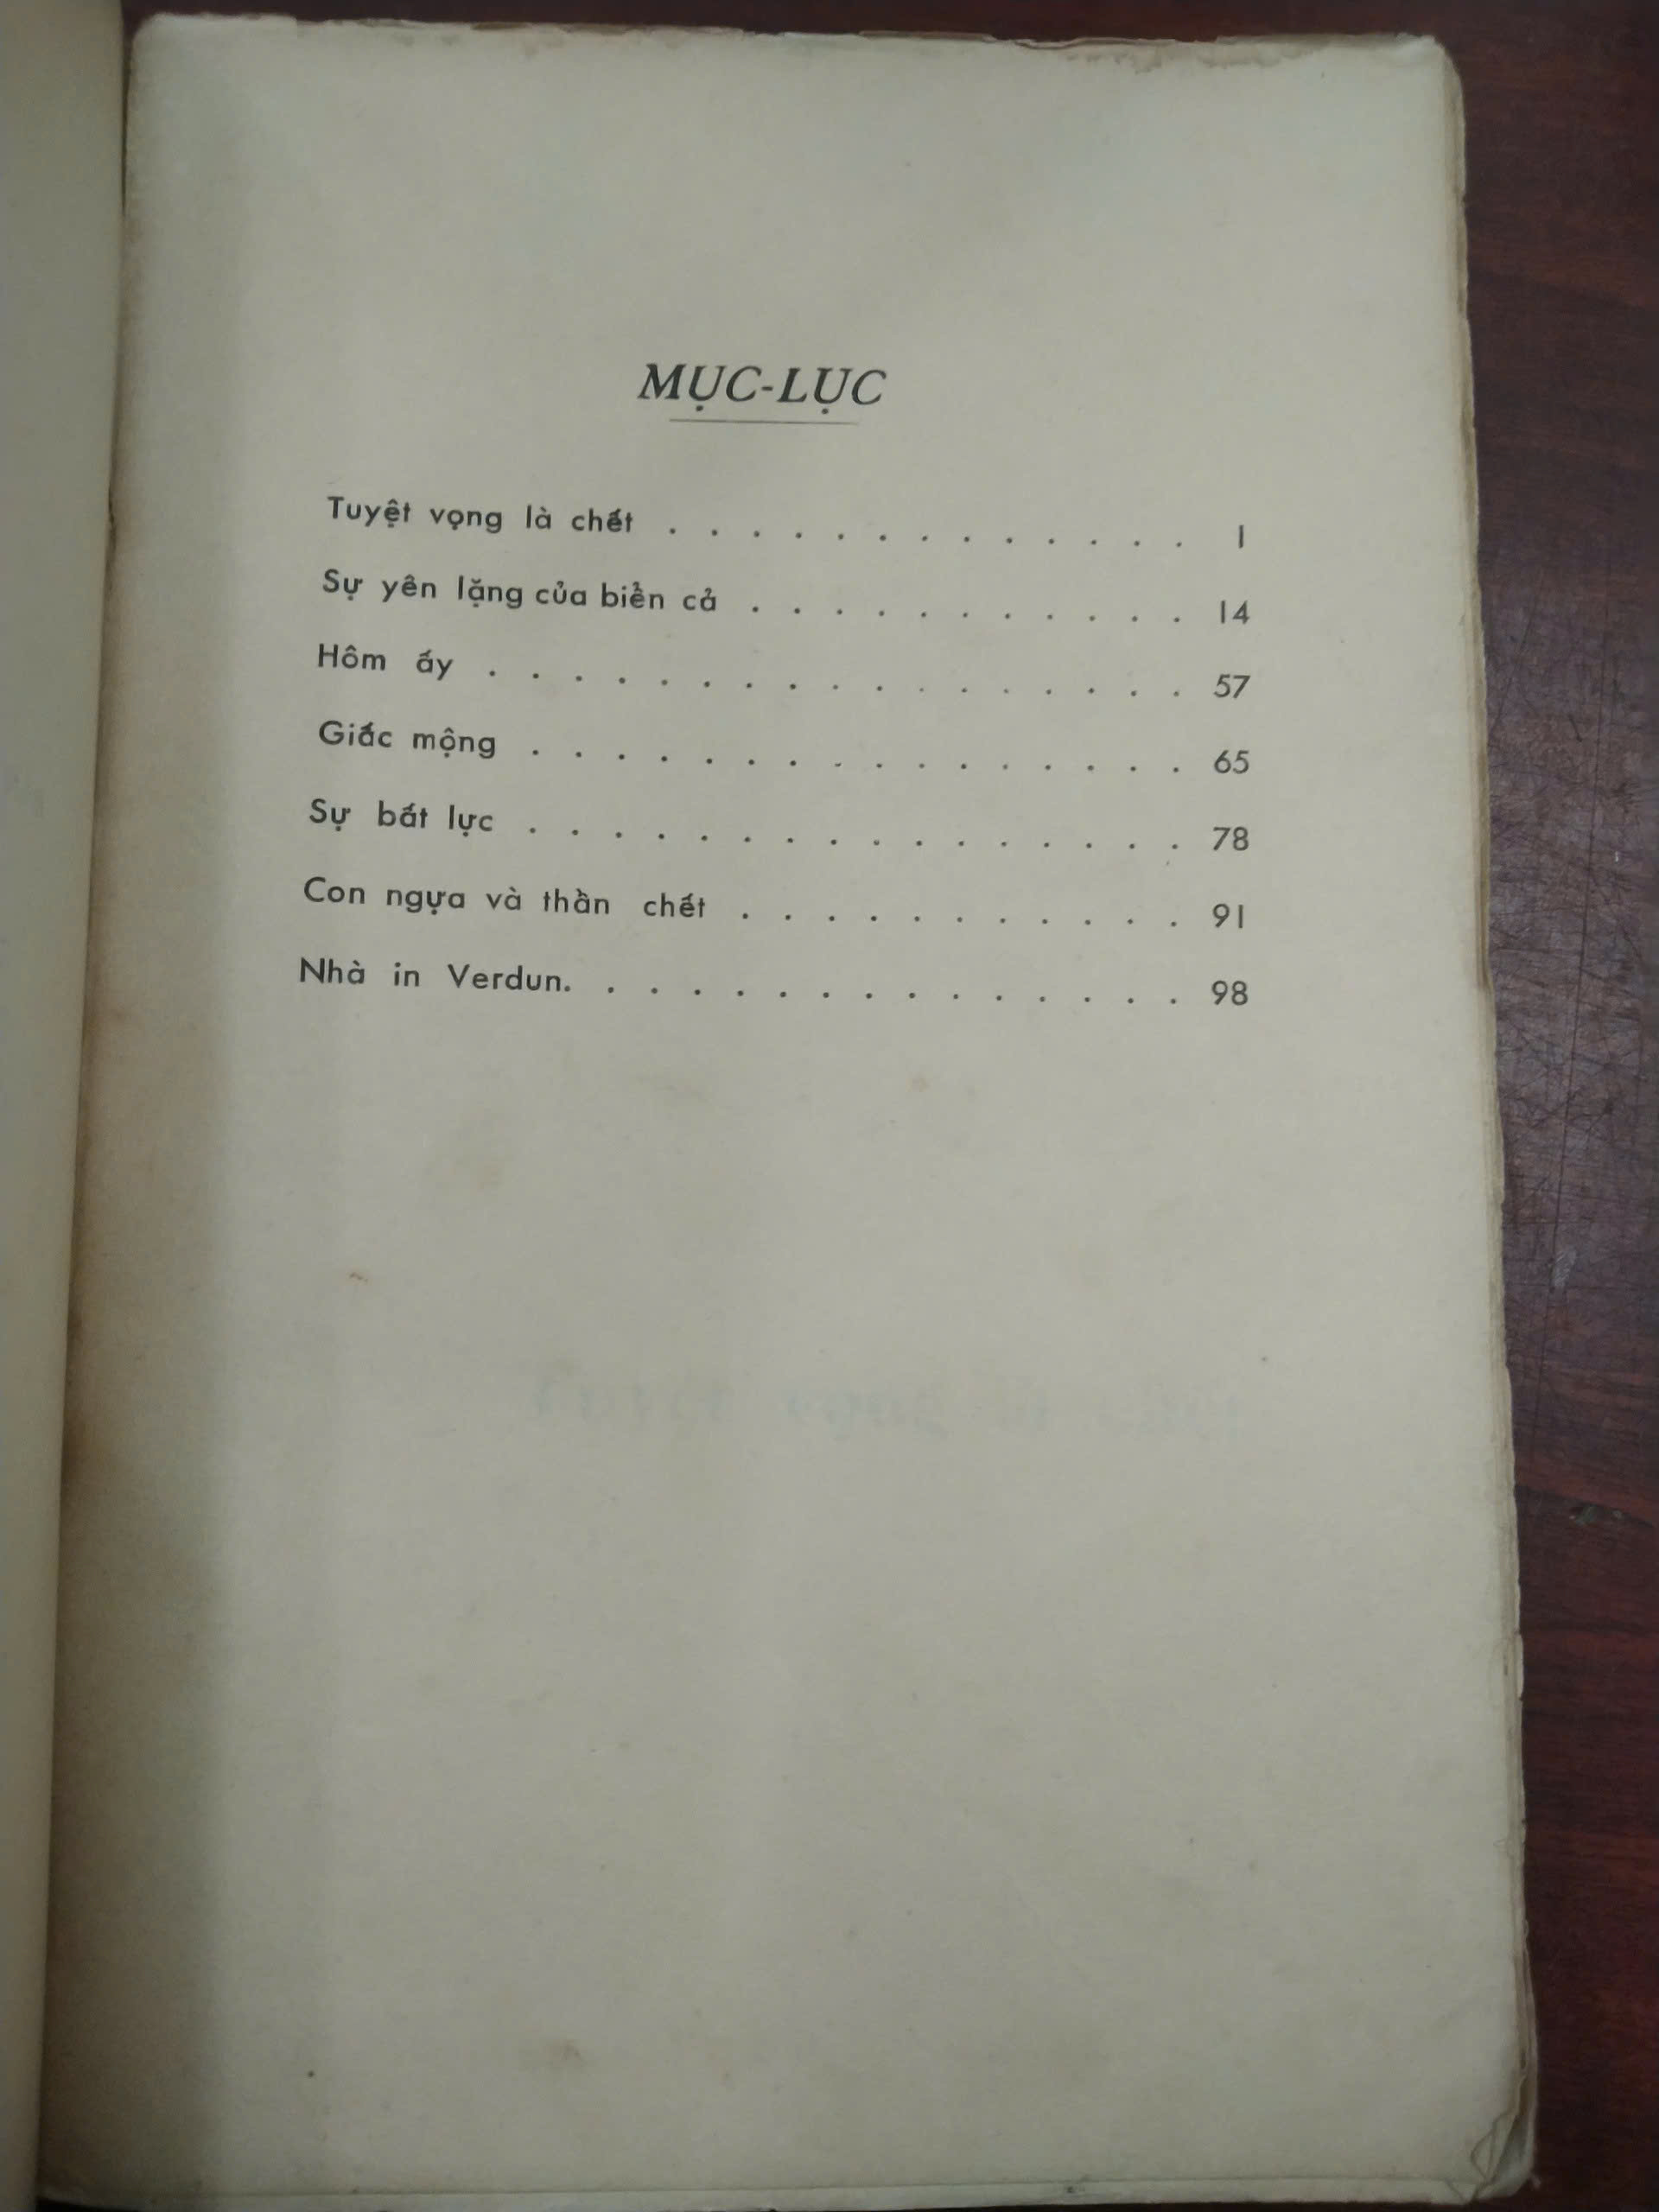 MỤC-LỤC
Tuyệt vọng là chết . . . . . . . . . . . . . 1
Sự yên lặng của biển cả . . . . . . . . . . . 14
Hôm ấy . . . . . . . . . . . . . . . . . 57
Giấc mộng . . . . . . . . . . . . . . . . 65
Sự bất lực . . . . . . . . . . . . . . . . 78
Con ngựa và thần chết . . . . . . . . . . . 91
Nhà in Verdun. . . . . . . . . . . . . . . 98